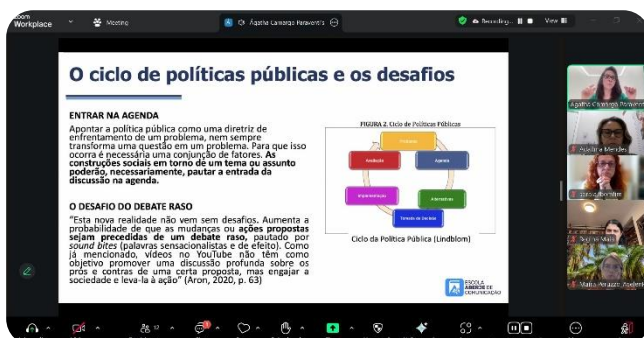 Zoom
Workplace
Meeting
Recording...
View
O ciclo de políticas públicas e os desafios
ENTRAR NA AGENDA
Apontar a política pública como uma diretriz de
enfrentamento de um problema, nem sempre
transforma uma questão em um problema. Para que isso
ocorra é necessária uma conjunção de fatores. As
construções sociais em torno de um tema ou assunto
poderão, necessariamente, pautar a entrada da
discussão na agenda.
O DESAFIO DO DEBATE RASO
"Esta nova realidade não vem sem desafios. Aumenta a
probabilidade de que as mudanças ou ações propostas
sejam precedidas de um debate raso, pautado por
sound bites (palavras sensacionalistas e de efeito). Como
já mencionado, vídeos no YouTube não têm como
objetivo promover uma discussão profunda sobre os
prós e contras de uma certa proposta, mas engajar a
sociedade e leva-la à ação" (Aron, 2020, p. 63)
FIGURA 2. Ciclo de Políticas Públicas
Avaliação
Agenda
Implementação
Alternativas
Tomada de Decisão
Ciclo da Política Pública (Lindblom)
ESCOLA
ABERJE DE
COMUNICAÇÃO
Agatha Camargo Paraventi
Mendes
Regina Maia
Maria Perazzo